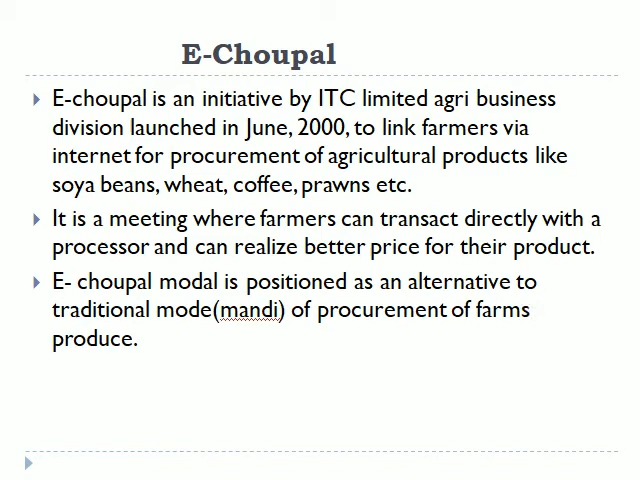 E-Choupal
E-choupal is an initiative by ITC limited agri business
division launched in June, 2000, to link farmers via
internet for procurement of agricultural products like
soya beans, wheat, coffee, prawns etc.
It is a meeting where farmers can transact directly with a
processor and can realize better price for their product.
E- choupal modal is positioned as an alternative to
traditional mode(mandi) of procurement of farms
produce.